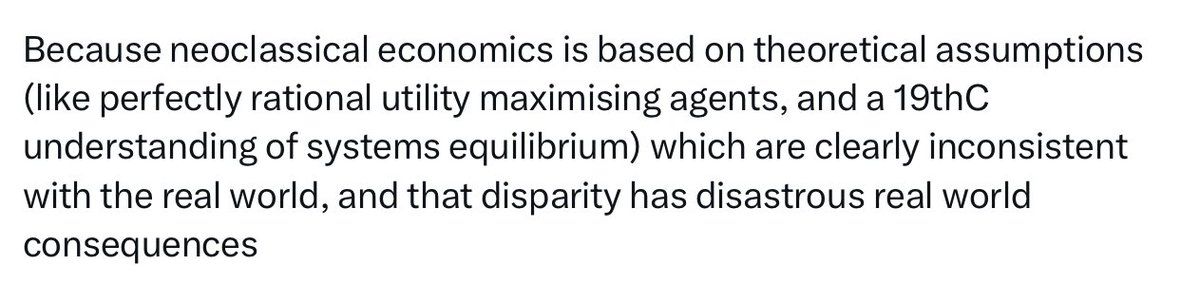 Because neoclassical economics is based on theoretical assumptions
(like perfectly rational utility maximising agents, and a 19thC
understanding of systems equilibrium) which are clearly inconsistent
with the real world, and that disparity has disastrous real world
consequences